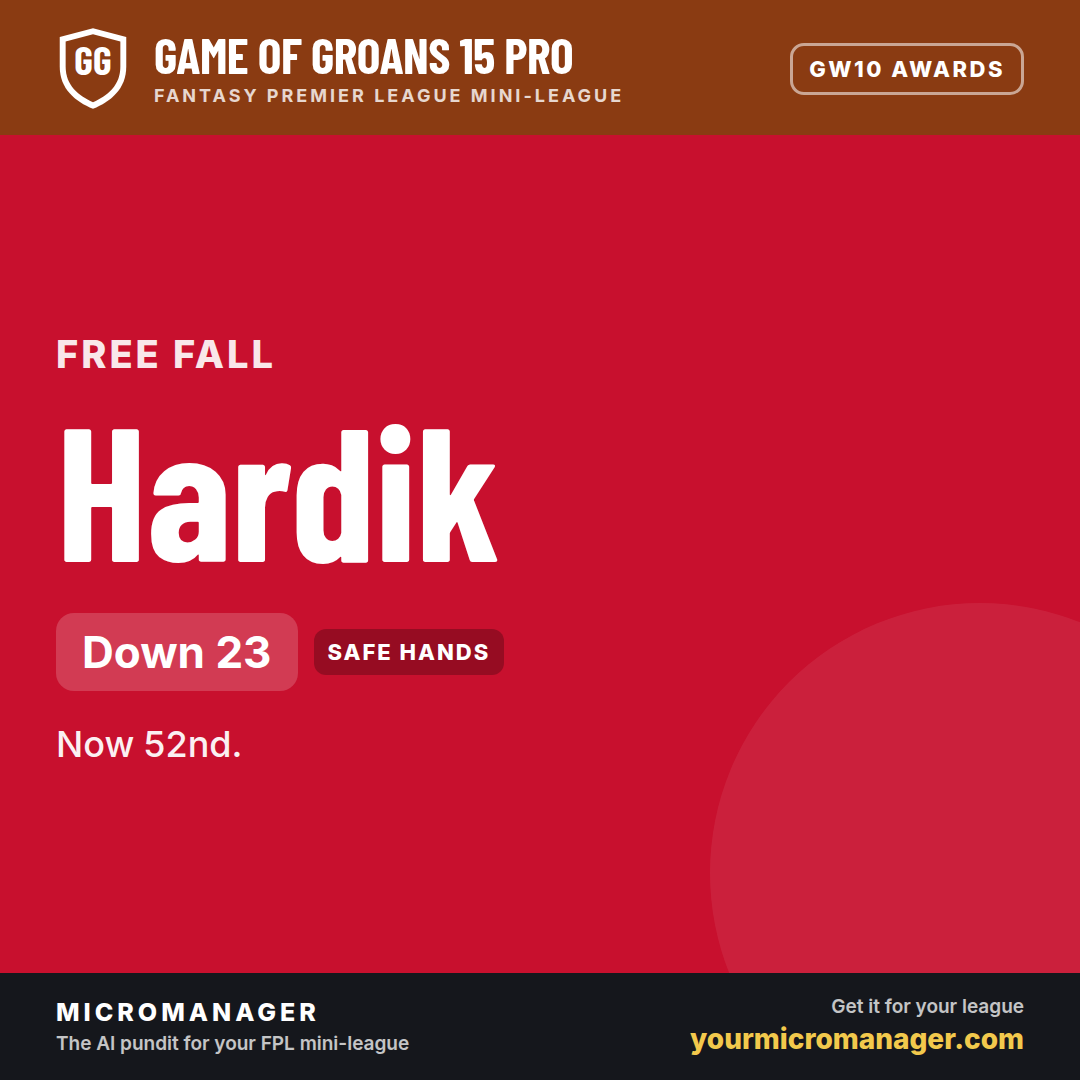 GG
GAME OF GROANS 15 PRO
FANTASY PREMIER LEAGUE MINI-LEAGUE
GW10 AWARDS
FREE FALL
Hardik
Down 23
SAFE HANDS
Now 52nd.
MICROMANAGER
The AI pundit for your FPL mini-league
Get it for your league
yourmicromanager.com